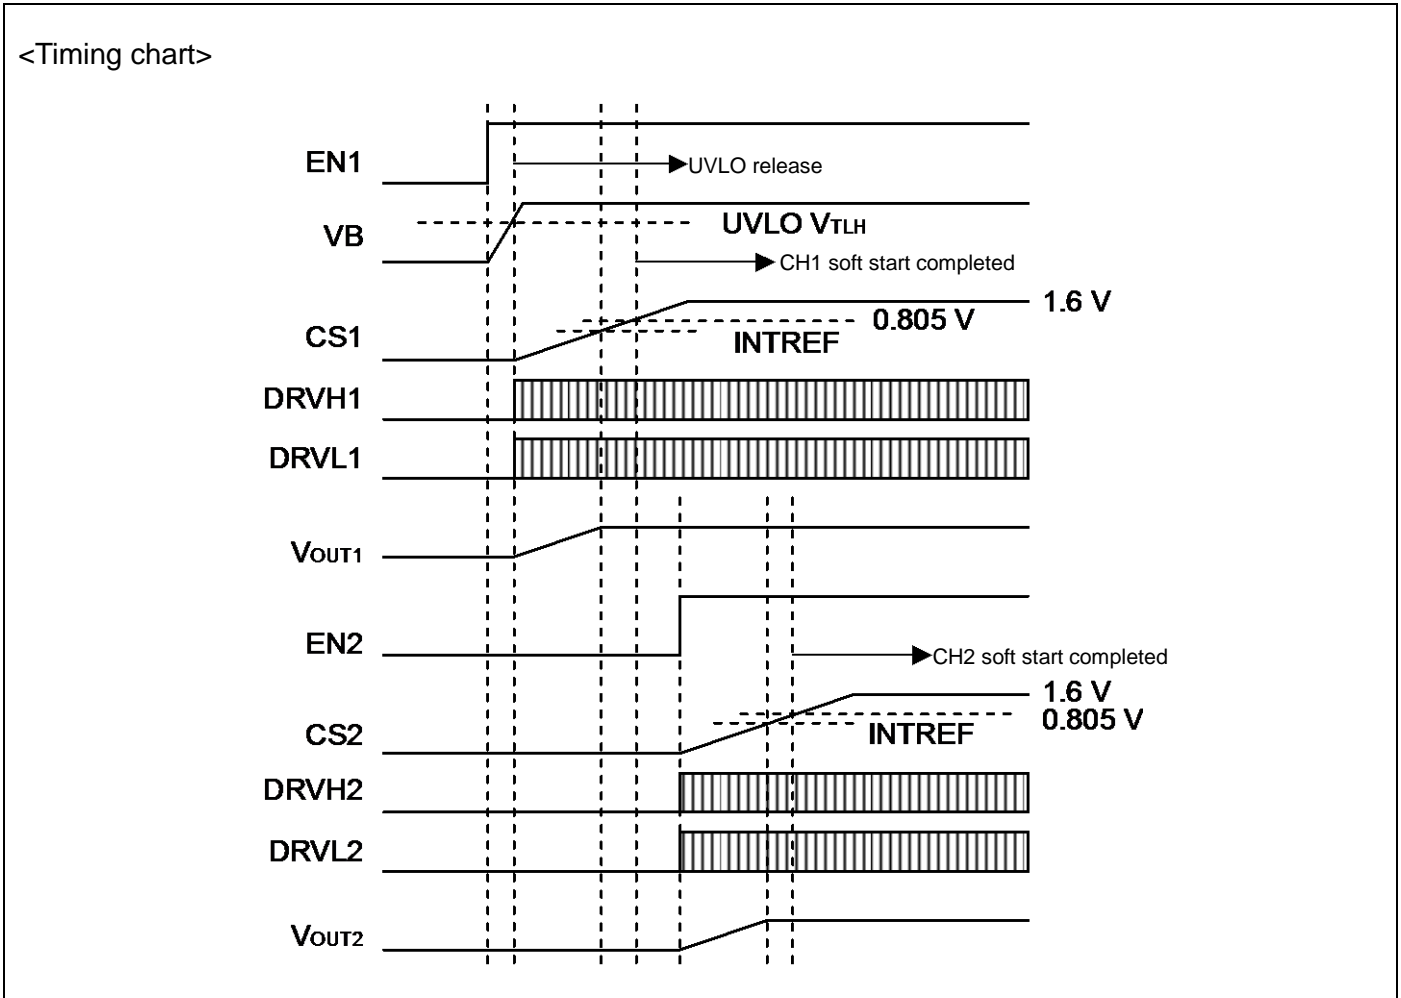 <Timing chart>
EN1
UVLO release
VB
UVLO VTLH
CH1 soft start completed
1.6 V
0.805 V
CS1
INTREF
DRVH1
DRVL1
VOUT1
EN2
CH2 soft start completed
1.6 V
0.805 V
CS2
INTREF
DRVH2
DRVL2
VOUT2